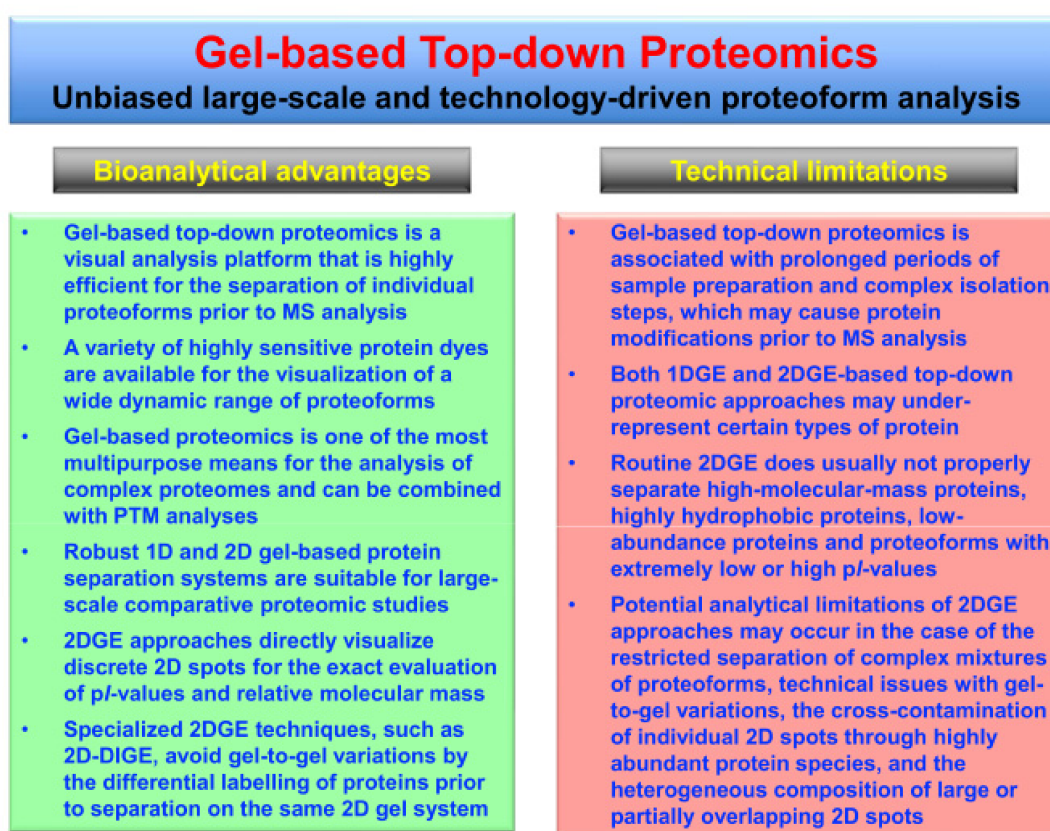 Gel-based Top-down Proteomics
Unbiased large-scale and technology-driven proteoform analysis
Bioanalytical advantages
• Gel-based top-down proteomics is a
visual analysis platform that is highly
efficient for the separation of individual
proteoforms prior to MS analysis
• A variety of highly sensitive protein dyes
are available for the visualization of a
wide dynamic range of proteoforms
• Gel-based proteomics is one of the most
multipurpose means for the analysis of
complex proteomes and can be combined
with PTM analyses
• Robust 1D and 2D gel-based protein
separation systems are suitable for large-
scale comparative proteomic studies
• 2DGE approaches directly visualize
discrete 2D spots for the exact evaluation
of pI-values and relative molecular mass
• Specialized 2DGE techniques, such as
2D-DIGE, avoid gel-to-gel variations by
the differential labelling of proteins prior
to separation on the same 2D gel system
Technical limitations
• Gel-based top-down proteomics is
associated with prolonged periods of
sample preparation and complex isolation
steps, which may cause protein
modifications prior to MS analysis
• Both 1DGE and 2DGE-based top-down
proteomic approaches may under-
represent certain types of protein
• Routine 2DGE does usually not properly
separate high-molecular-mass proteins,
highly hydrophobic proteins, low-
abundance proteins and proteoforms with
extremely low or high pI-values
• Potential analytical limitations of 2DGE
approaches may occur in the case of the
restricted separation of complex mixtures
of proteoforms, technical issues with gel-
to-gel variations, the cross-contamination
of individual 2D spots through highly
abundant protein species, and the
heterogeneous composition of large or
partially overlapping 2D spots